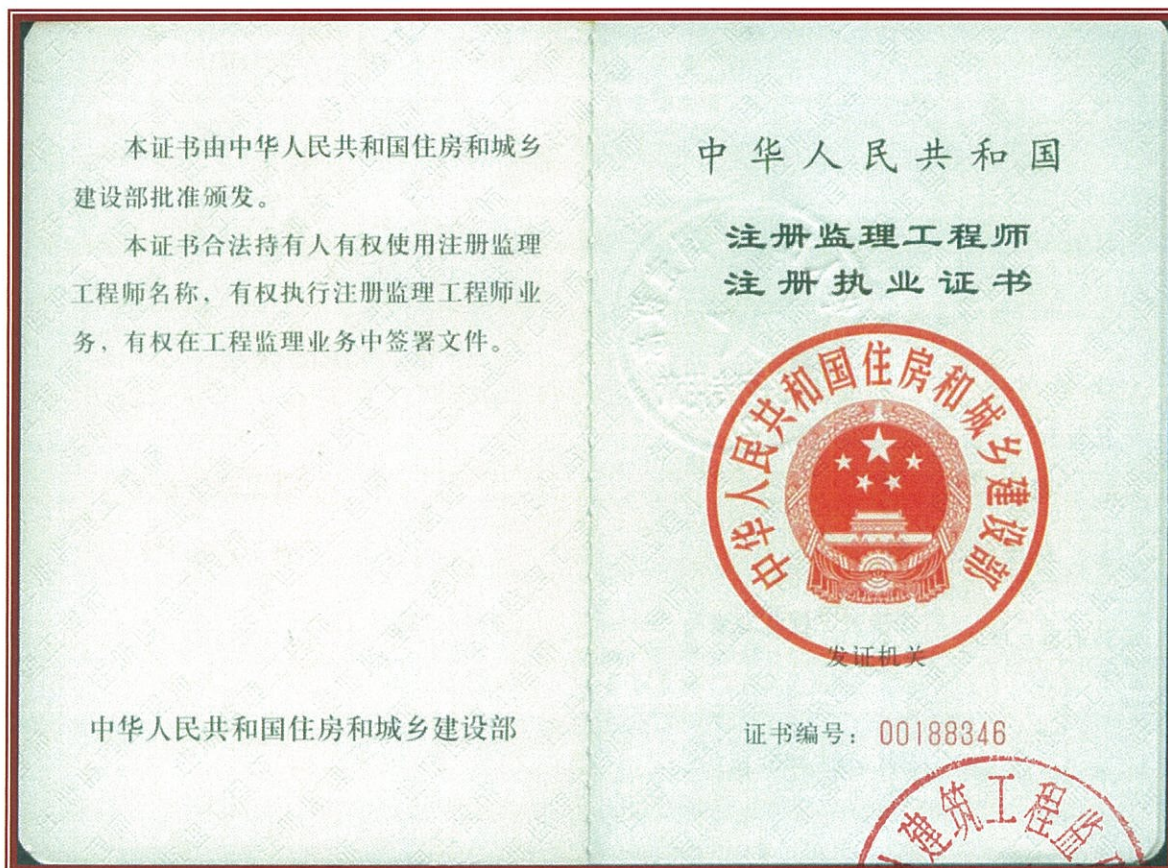 本证书由中华人民共和国住房和城乡
建设部批准颁发。
本证书合法持有人有权使用注册监理
工程师名称、有权执行注册监理工程师业
务、有权在工程监理业务中签署文件。
中华人民共和国住房和城乡建设部
中华人民共和国
注册监理工程师
注册执业证书
中华人民共和国住房和城乡建设部
发证机关
证书编号：00188346
建筑工程监